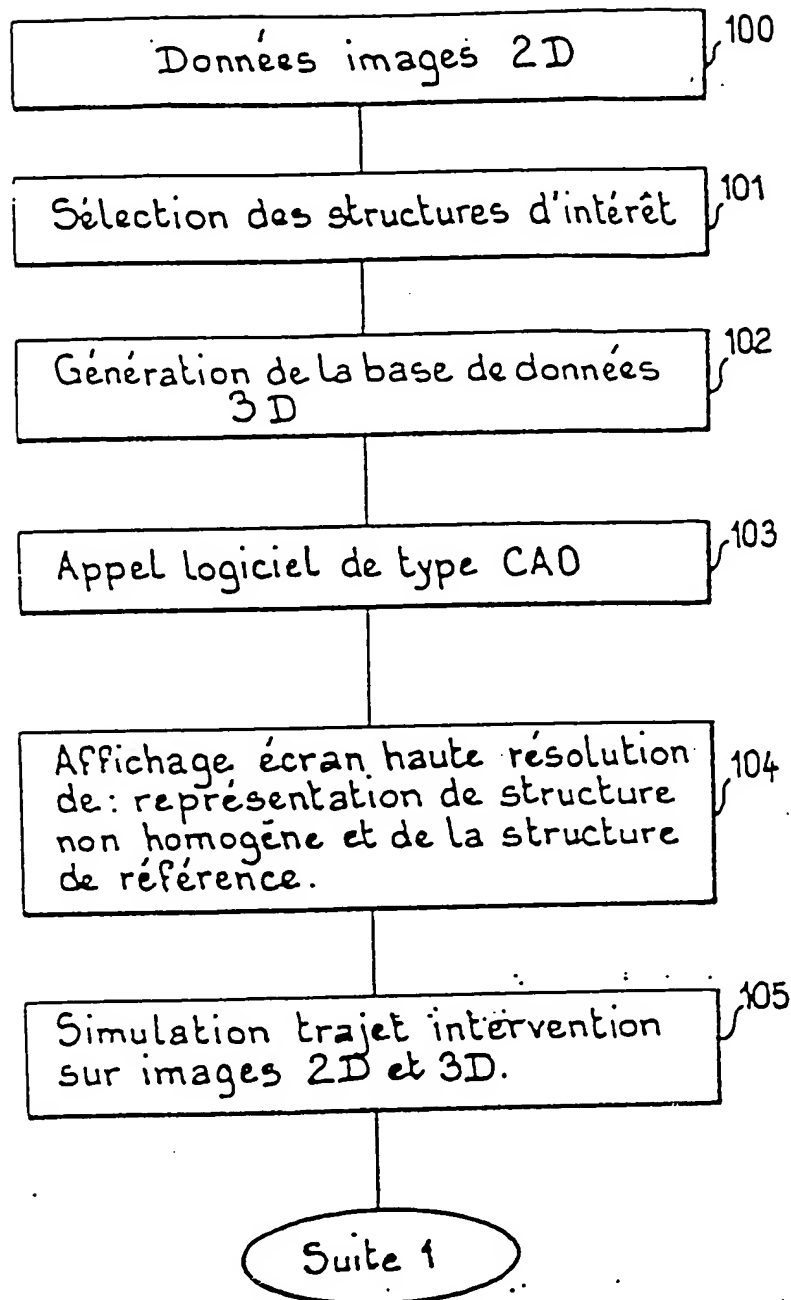 Données images 2D
100
Sélection des structures d'intérêt
101
Génération de la base de données
3D
102
Appel logiciel de type CAO
103
Affichage écran haute résolution
de : représentation de structure
non homogène et de la structure
de référence.
104
Simulation trajet intervention
sur images 2D et 3D.
105
Suite 1